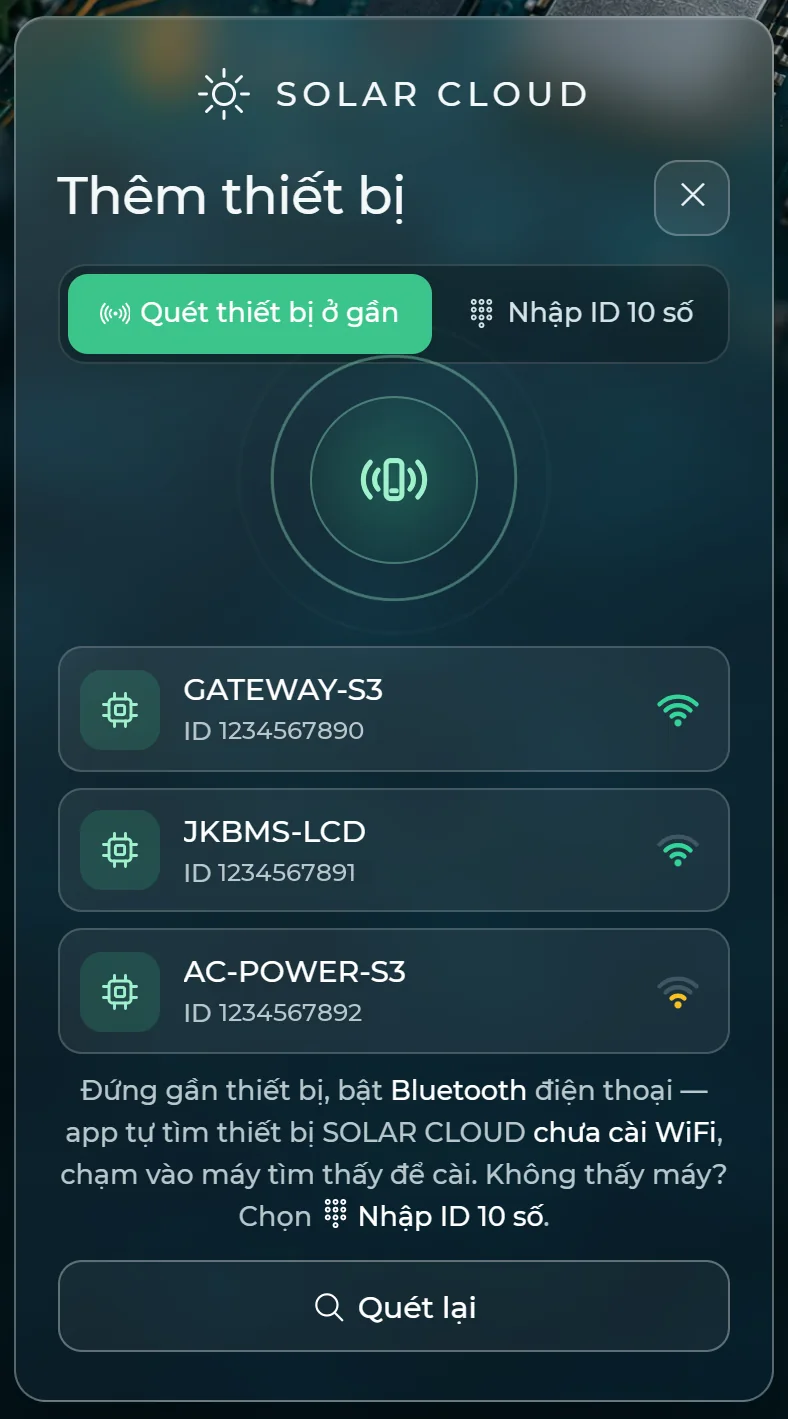 SOLAR CLOUD
Thêm thiết bị
Quét thiết bị ở gần
Nhập ID 10 số
GATEWAY-S3
ID 1234567890
JKBMS-LCD
ID 1234567891
AC-POWER-S3
ID 1234567892
Đứng gần thiết bị, bật Bluetooth điện thoại —
app tự tìm thiết bị SOLAR CLOUD chưa cài WiFi,
chạm vào máy tìm thấy để cài. Không thấy máy?
Chọn Nhập ID 10 số.
Quét lại